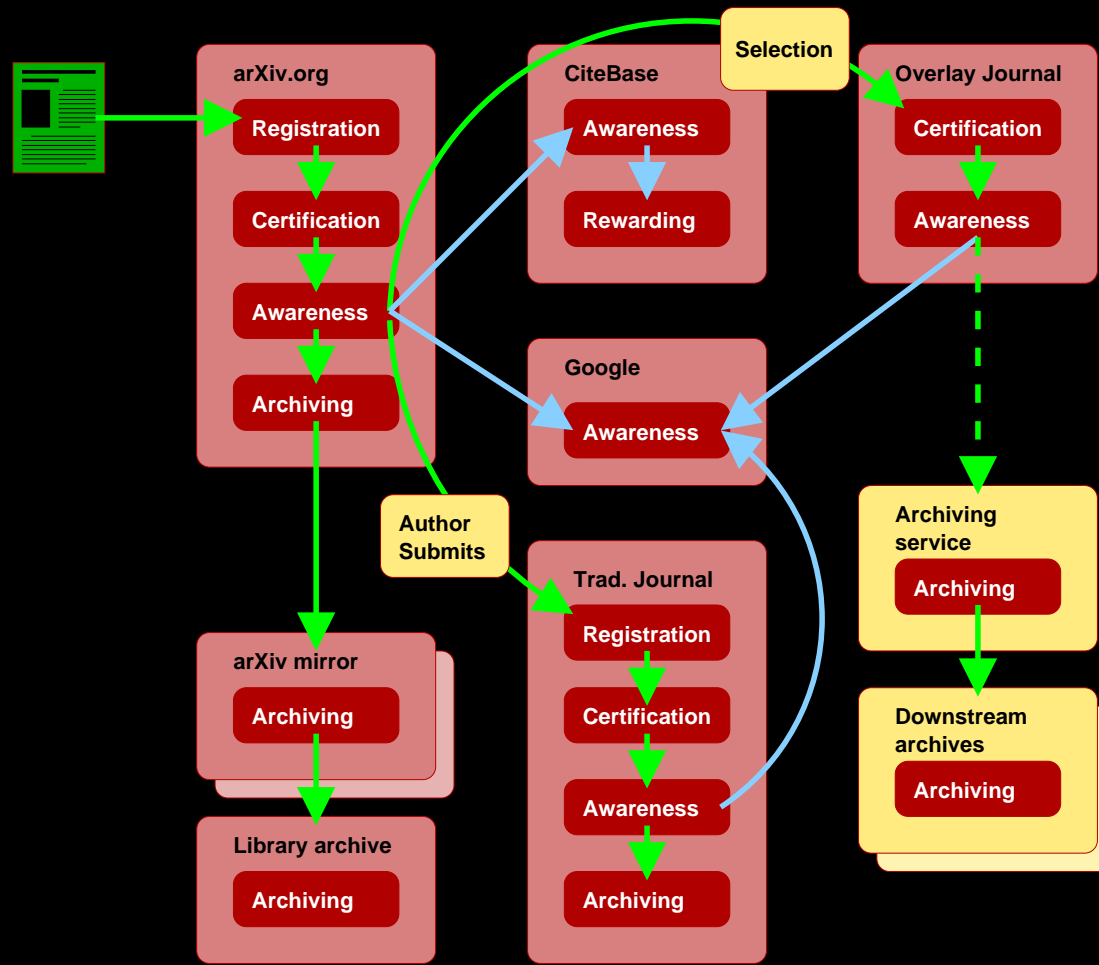 arXiv.org
Registration
Certification
Awareness
Archiving
arXiv mirror
Archiving
Library archive
Archiving
Author
Submits
CiteBase
Awareness
Rewarding
Google
Awareness
Trad. Journal
Registration
Certification
Awareness
Archiving
Selection
Overlay Journal
Certification
Awareness
Archiving
service
Archiving
Downstream
archives
Archiving